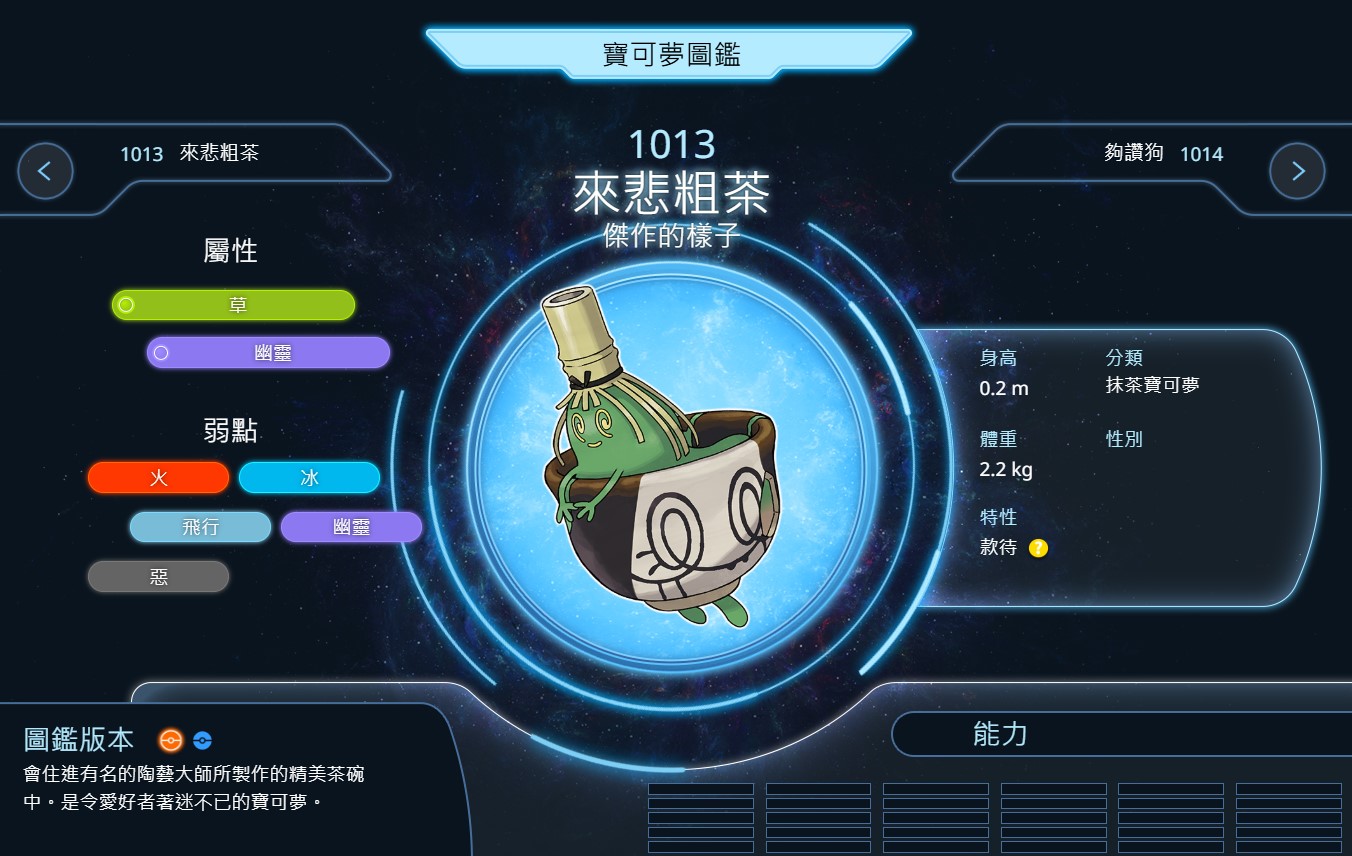 寶可夢圖鑑
1013 來悲粗茶
夠讚狗 1014
1013
來悲粗茶
傑作的樣子
屬性
草
幽靈
弱點
火 冰
飛行 幽靈
惡
身高 分類
0.2 m 抹茶寶可夢
體重 性別
2.2 kg
特性
款待 ?
圖鑑版本
會住進有名的陶藝大師所製作的精美茶碗
中。是令愛好者著迷不已的寶可夢。
能力